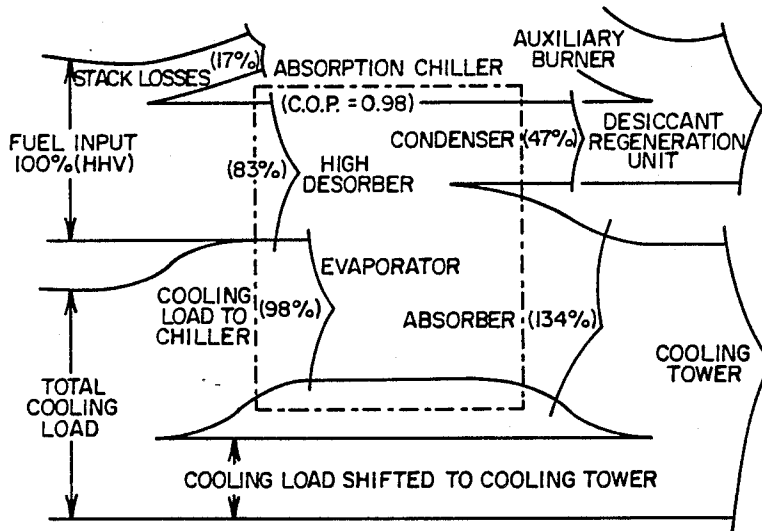 STACK LOSSES
(17%)
ABSORPTION CHILLER
AUXILIARY
BURNER
(C.O.P. = 0.98)
FUEL INPUT
100%(HHV)
(83%)
HIGH
DESORBER
CONDENSER
(47%)
DESICCANT
REGENERATION
UNIT
EVAPORATOR
COOLING
LOAD TO
CHILLER
(98%)
ABSORBER
(134%)
COOLING
TOWER
TOTAL
COOLING
LOAD
COOLING LOAD SHIFTED TO COOLING TOWER